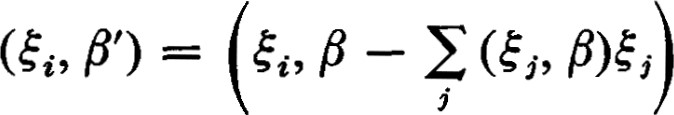 (ξ_i, β′) = (ξ_i, β − ∑_j (ξ_j, β)ξ_j)